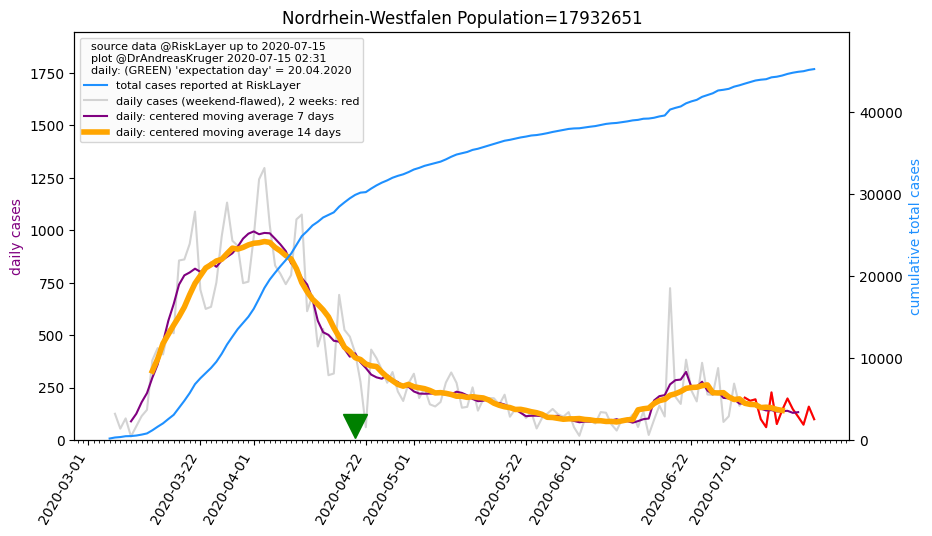 Nordrhein-Westfalen Population=17932651
source data @RiskLayer up to 2020-07-15
plot @DrAndreasKruger 2020-07-15 02:31
daily: (GREEN) 'expectation day' = 20.04.2020
total cases reported at RiskLayer
daily cases (weekend-flawed), 2 weeks: red
daily: centered moving average 7 days
daily: centered moving average 14 days
daily cases
1750
1500
1250
1000
750
500
250
0
cumulative total cases
40000
30000
20000
10000
0
2020-03-01
2020-03-22
2020-04-01
2020-04-22
2020-05-01
2020-05-22
2020-06-01
2020-06-22
2020-07-01